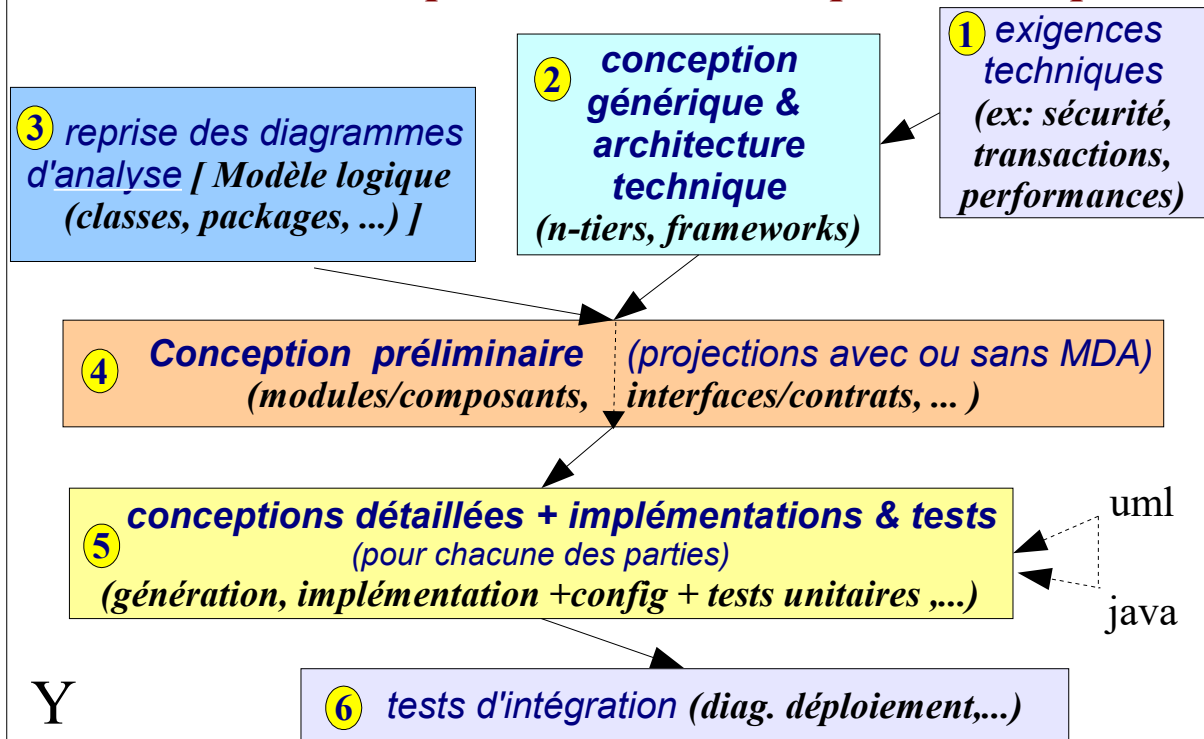 1 exigences
techniques
(ex: sécurité,
transactions,
performances)
2 conception
générique &
architecture
technique
(n-tiers, frameworks)
3 reprise des diagrammes
d'analyse [ Modèle logique
(classes, packages, ...) ]
4 Conception préliminaire (projections avec ou sans MDA)
(modules/composants, interfaces/contrats, ... )
5 conceptions détaillées + implémentations & tests
(pour chacune des parties)
(génération, implémentation +config + tests unitaires ,...)
uml
java
6 tests d'intégration (diag. déploiement,...)
Y